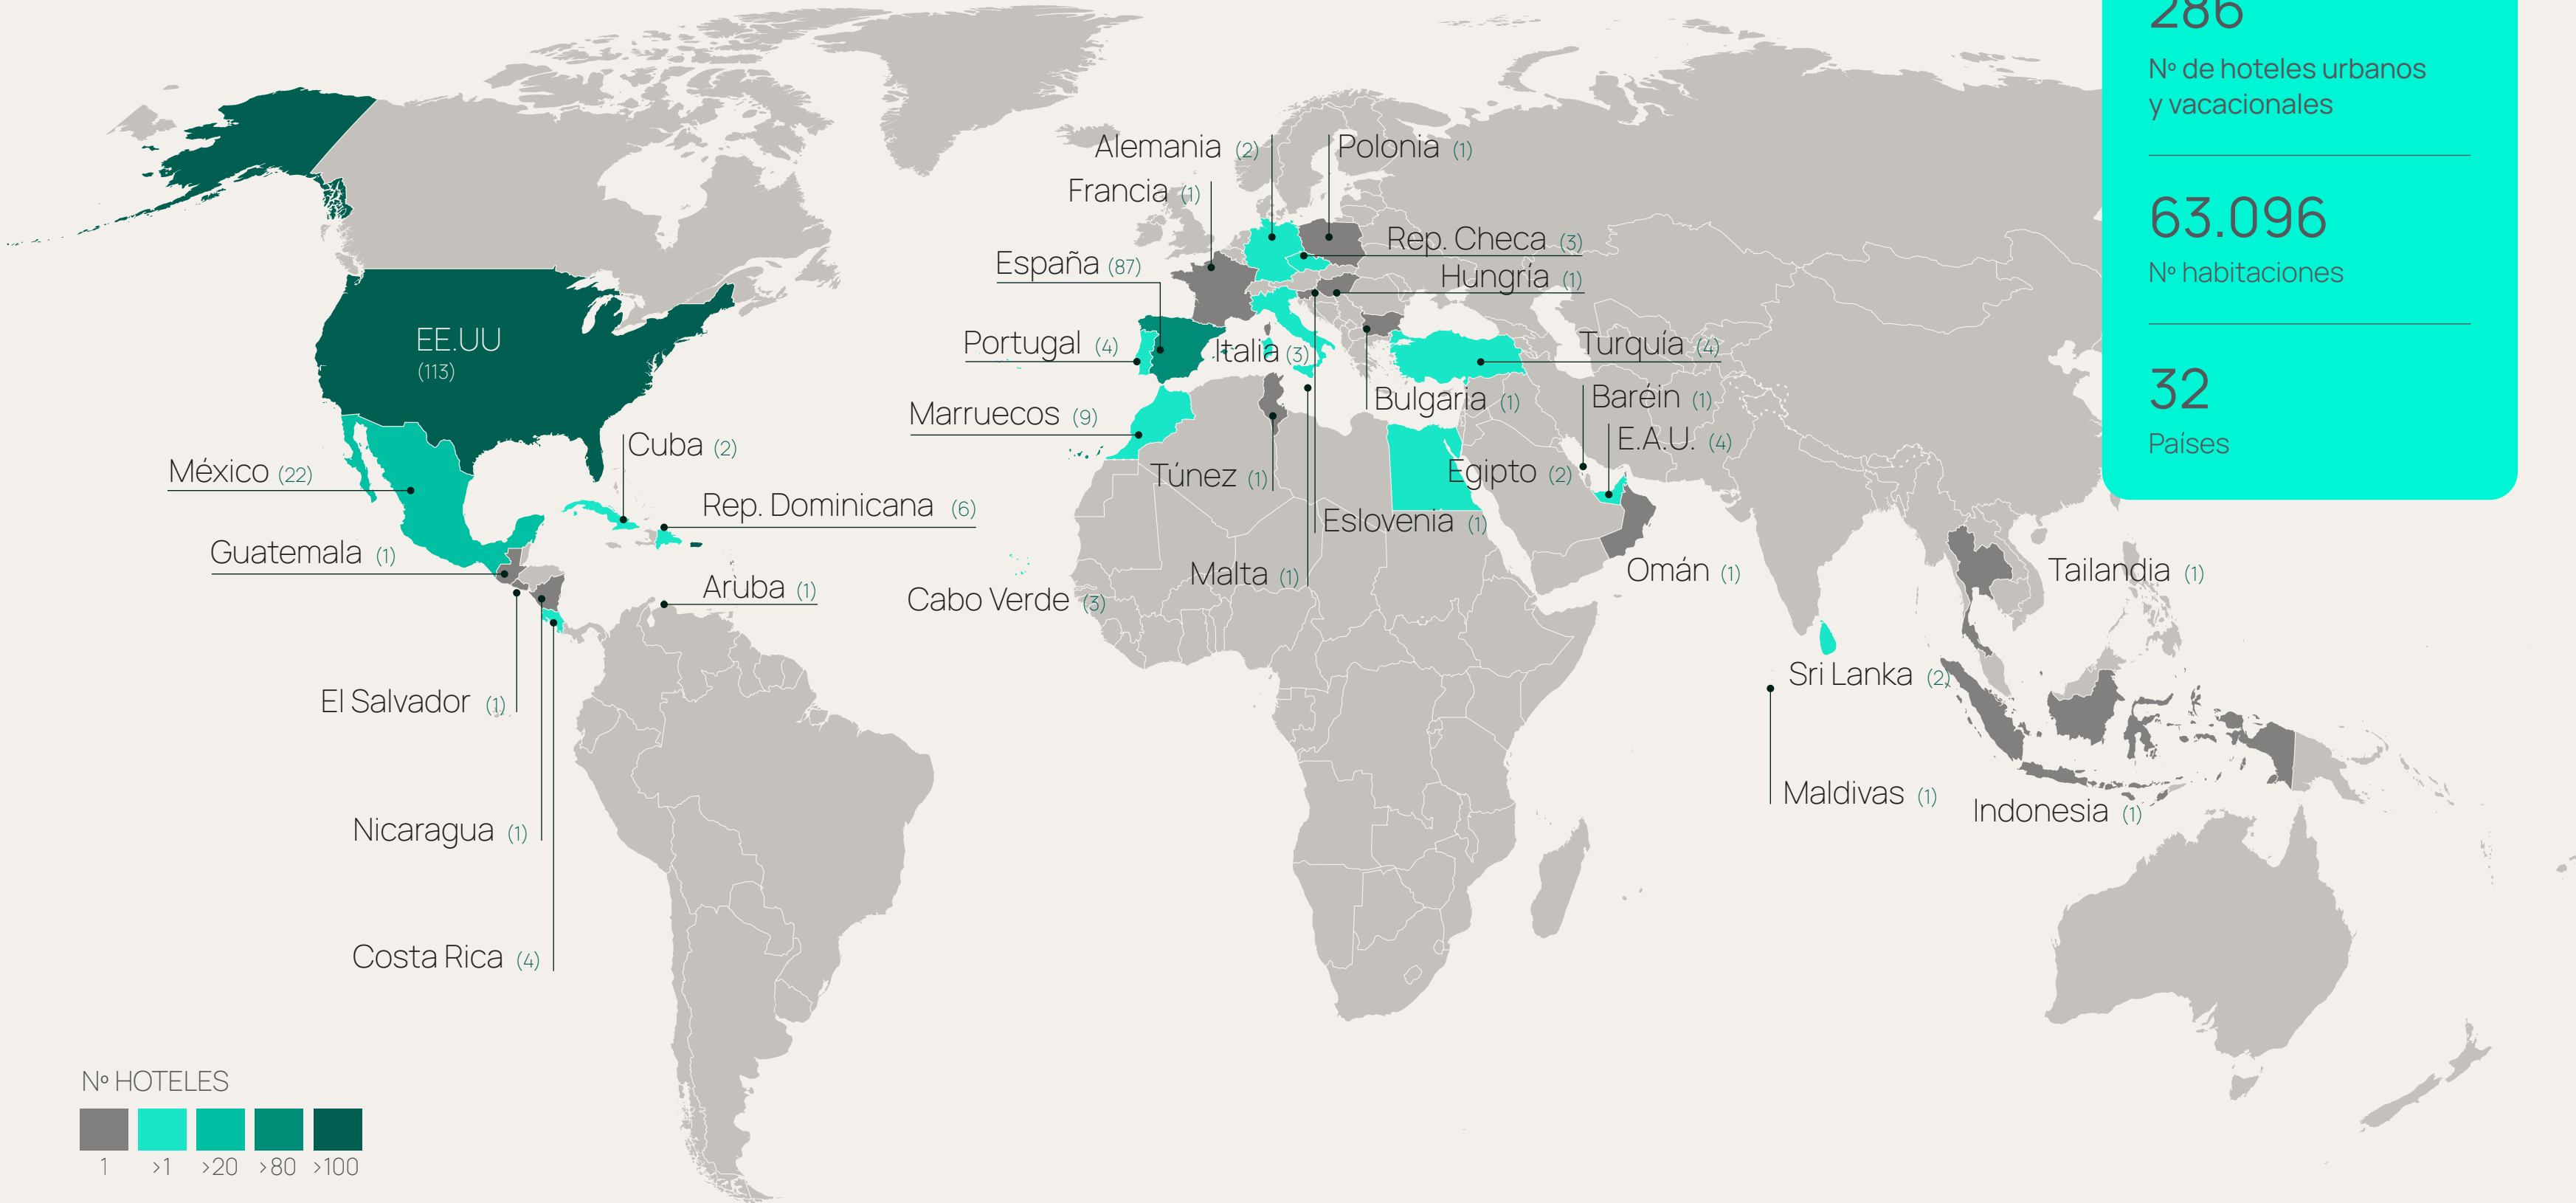 286
Nº de hoteles urbanos
y vacacionales
63.096
Nº habitaciones
32
Países
Alemania (2)
Polonia (1)
Francia (1)
Rep. Checa (3)
España (87)
Hungría (1)
EE.UU
(113)
Portugal (4)
Italia (3)
Turquía (4)
Bulgaria (1)
Baréin (1)
Marruecos (9)
E.A.U. (4)
Cuba (2)
México (22)
Túnez (1)
Egipto (2)
Rep. Dominicana (6)
Eslovenia (1)
Guatemala (1)
Malta (1)
Omán (1)
Tailandia (1)
Aruba (1)
Cabo Verde (3)
Sri Lanka (2)
El Salvador (1)
Maldivas (1)
Indonesia (1)
Nicaragua (1)
Costa Rica (4)
Nº HOTELES
1 >1 >20 >80 >100